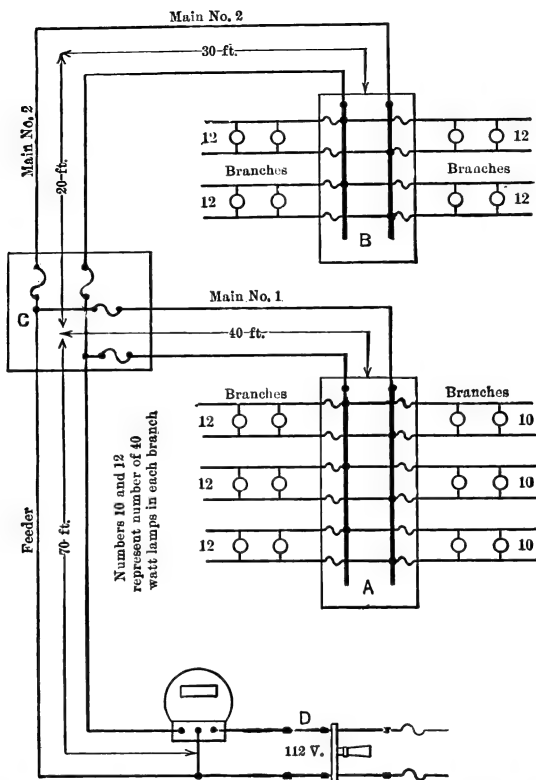 Main No. 2
30-ft.
Main No. 2
20-ft.
12
12
Branches
Branches
12
12
B
C
Main No. 1
40-ft.
Branches
Branches
12
10
12
10
12
10
A
Numbers 10 and 12
represent number of 40
watt lamps in each branch
Feeder
70-ft.
D
112 V.